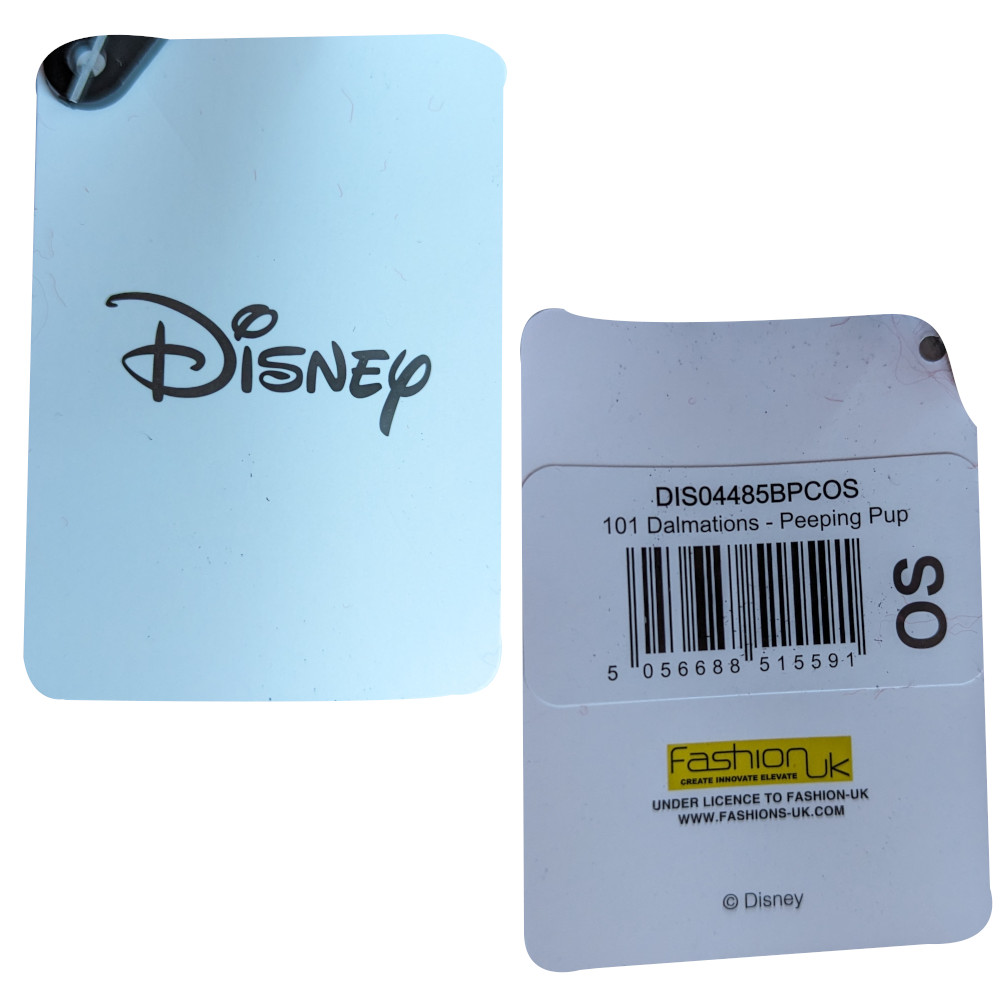 Disney
DIS04485BPCOS
101 Dalmations - Peeping Pup
OS
5 056688 515591
Fashion UK
CREATE INNOVATE ELEVATE
UNDER LICENCE TO FASHION-UK
WWW.FASHIONS-UK.COM
© Disney